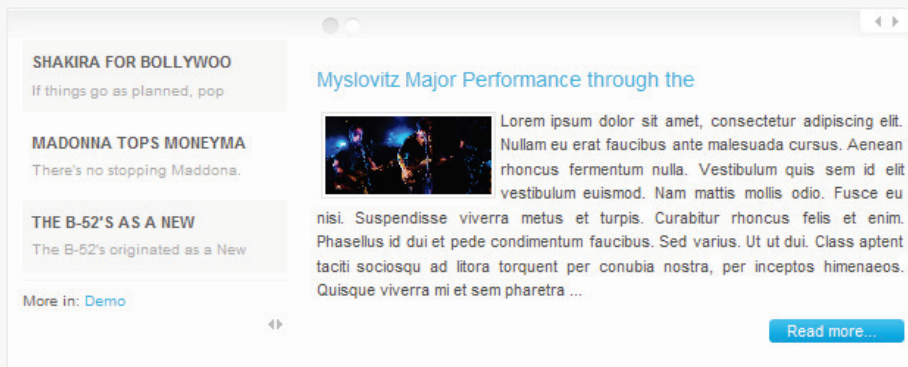 SHAKIRA FOR BOLLYWOO
If things go as planned, pop
MADONNA TOPS MONEYMA
There's no stopping Maddona.
THE B-52'S AS A NEW
The B-52's originated as a New
More in: Demo
Myslovitz Major Performance through the
Lorem ipsum dolor sit amet, consectetur adipiscing elit.
Nullam eu erat faucibus ante malesuada cursus. Aenean
rhoncus fermentum nulla. Vestibulum quis sem id elit
vestibulum euismod. Nam mattis mollis odio. Fusce eu
nisi. Suspendisse viverra metus et turpis. Curabitur rhoncus felis et enim.
Phasellus id dui et pede condimentum faucibus. Sed varius. Ut ut dui. Class aptent
taciti sociosqu ad litora torquent per conubia nostra, per inceptos himenaeos.
Quisque viverra mi et sem pharetra ...
Read more...